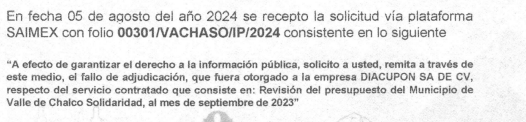 En fecha 05 de agosto del año 2024 se recepto la solicitud vía plataforma
SAIMEX con folio 00301/VACHASO/IP/2024 consistente en lo siguiente
“A efecto de garantizar el derecho a la información pública, solicito a usted, remita a través de
este medio, el fallo de adjudicación, que fuera otorgado a la empresa DIACUPON SA DE CV,
respecto del servicio contratado que consiste en: Revisión del presupuesto del Municipio de
Valle de Chalco Solidaridad, al mes de septiembre de 2023”